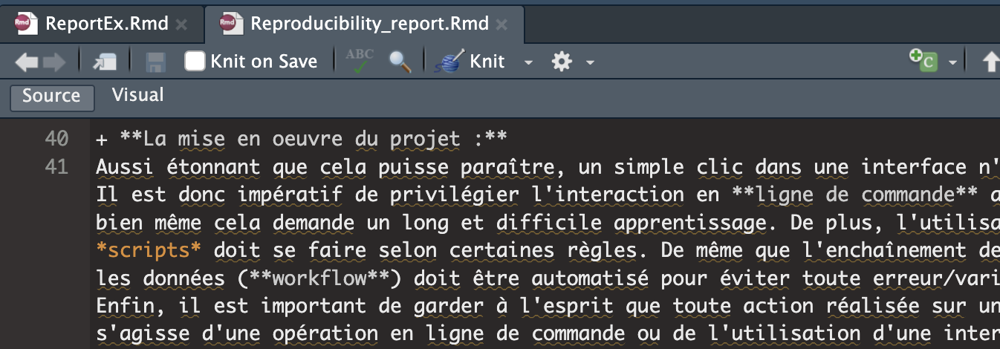 ReportEx.Rmd
Reproducibility_report.Rmd
Knit on Save
ABC
Knit
C
Source
Visual
40 + **La mise en oeuvre du projet :**
41 Aussi étonnant que cela puisse paraître, un simple clic dans une interface n'
Il est donc impératif de privilégier l'interaction en **ligne de commande** a
bien même cela demande un long et difficile apprentissage. De plus, l'utilisa
*scripts* doit se faire selon certaines règles. De même que l'enchaînement de
les données (**workflow**) doit être automatisé pour éviter toute erreur/vari
Enfin, il est important de garder à l'esprit que toute action réalisée sur un
s'agisse d'une opération en ligne de commande ou de l'utilisation d'une inter